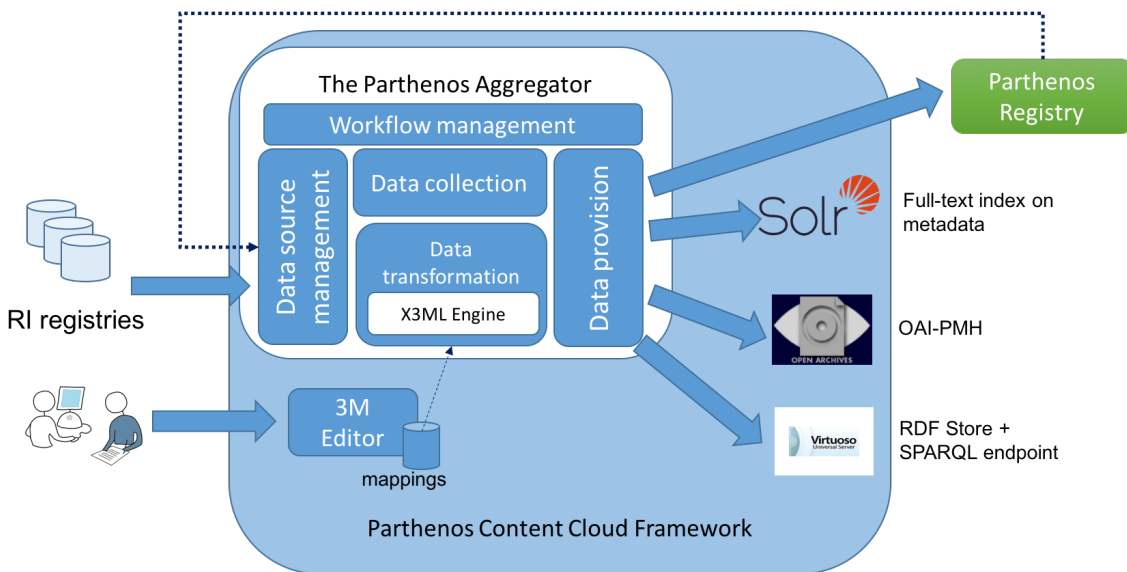 The Parthenos Aggregator
Workflow management
Data source
management
Data collection
Data
transformation
X3ML Engine
Data provision
Parthenos
Registry
Solr
Full-text index on
metadata
RI registries
OPEN ARCHIVES
OAI-PMH
3M
Editor
mappings
Virtuoso
Universal Server
RDF Store +
SPARQL endpoint
Parthenos Content Cloud Framework